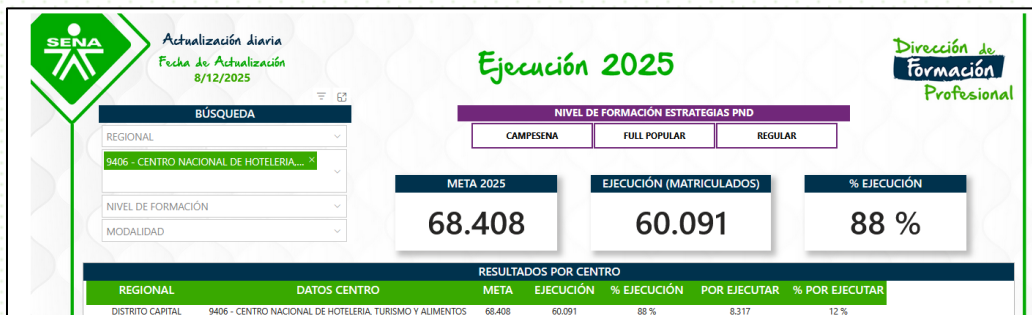 SENA
Actualización diaria
Fecha de Actualización
8/12/2025
Ejecución 2025
Dirección de
Formación
Profesional
BÚSQUEDA
REGIONAL
9406 - CENTRO NACIONAL DE HOTELERIA,... ×
NIVEL DE FORMACIÓN
MODALIDAD
NIVEL DE FORMACIÓN ESTRATEGIAS PND
CAMPESENA FULL POPULAR REGULAR
META 2025
68.408
EJECUCIÓN (MATRICULADOS)
60.091
% EJECUCIÓN
88 %
RESULTADOS POR CENTRO
REGIONAL DATOS CENTRO META EJECUCIÓN % EJECUCIÓN POR EJECUTAR % POR EJECUTAR
DISTRITO CAPITAL 9406 - CENTRO NACIONAL DE HOTELERIA, TURISMO Y ALIMENTOS 68.408 60.091 88 % 8.317 12 %